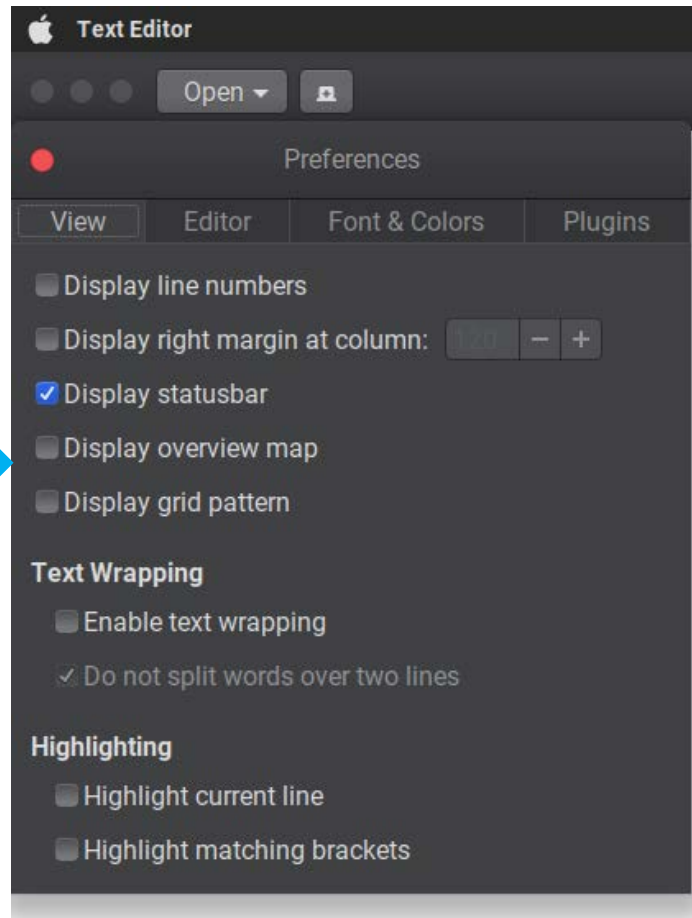 Text Editor
Open
Preferences
View Editor Font & Colors Plugins
Display line numbers
Display right margin at column: 120 − +
Display statusbar
Display overview map
Display grid pattern
Text Wrapping
Enable text wrapping
Do not split words over two lines
Highlighting
Highlight current line
Highlight matching brackets